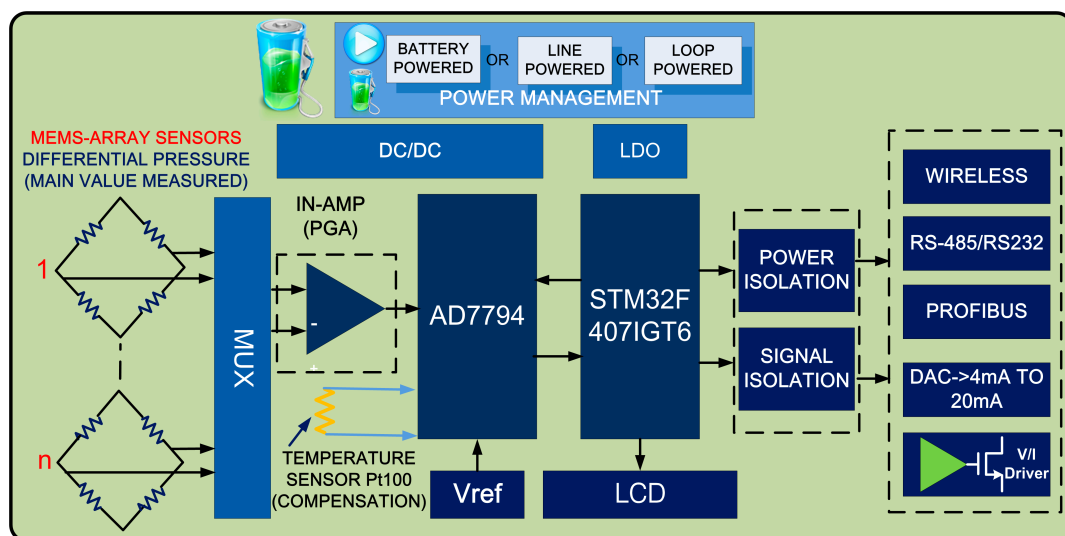 BATTERY
POWERED
OR
LINE
POWERED
OR
LOOP
POWERED
POWER MANAGEMENT
DC/DC
LDO
MEMS-ARRAY SENSORS
DIFFERENTIAL PRESSURE
(MAIN VALUE MEASURED)
1
n
MUX
IN-AMP
(PGA)
-
+
AD7794
STM32F
407IGT6
TEMPERATURE
SENSOR Pt100
(COMPENSATION)
Vref
LCD
POWER
ISOLATION
SIGNAL
ISOLATION
WIRELESS
RS-485/RS232
PROFIBUS
DAC->4mA TO
20mA
V/I
Driver